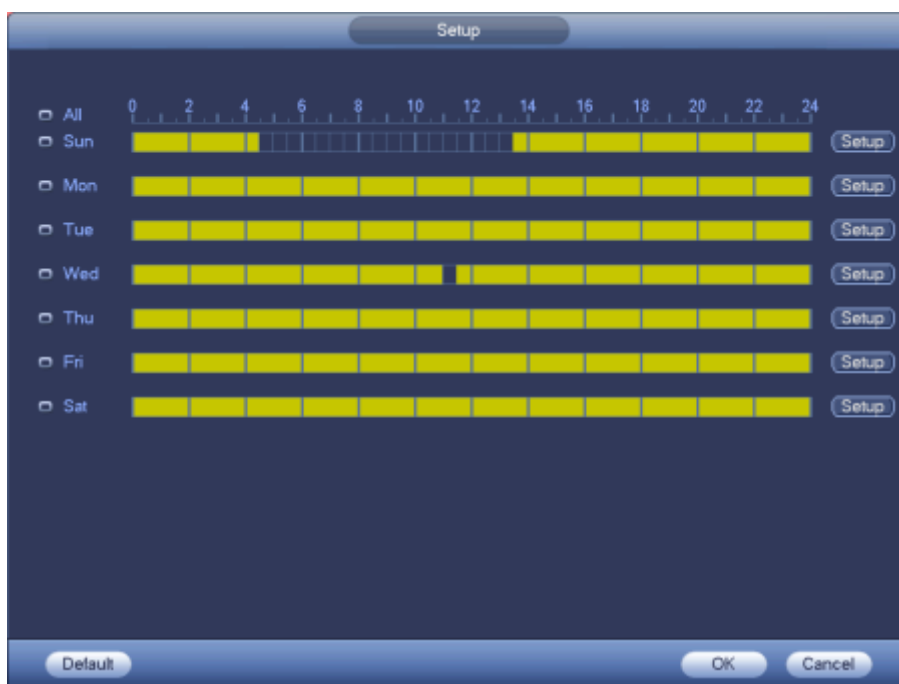 Setup
All 0 2 4 6 8 10 12 14 16 18 20 22 24
Sun Setup
Mon Setup
Tue Setup
Wed Setup
Thu Setup
Fri Setup
Sat Setup
Default OK Cancel